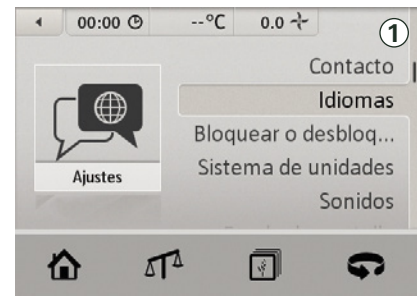 00:00 --°C 0.0
1
Contacto
Idiomas
Bloquear o desbloq...
Sistema de unidades
Sonidos
Ajustes